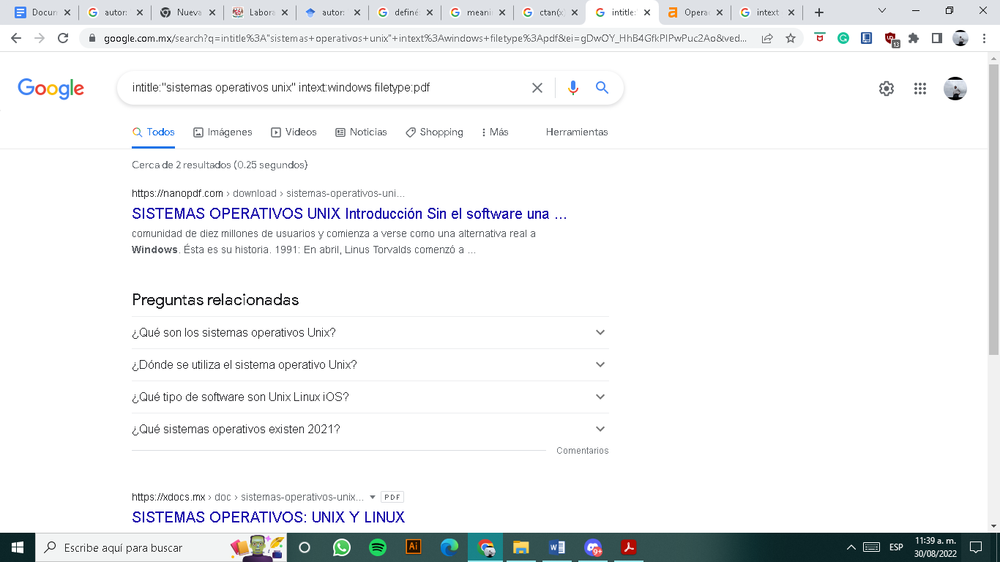 Docun
autor:
Nueva
Labora
autor:
definé
meani
ctan(x)
intitle:
Operac
intext
google.com.mx/search?q=intitle%3A"sistemas+operativos+unix"+intext%3Awindows+filetype%3Apdf&ei=gDwOY_HhB4GfkPIPwPuc2Ao&ved...
13
Google
intitle:"sistemas operativos unix" intext:windows filetype:pdf
Todos
Imágenes
Videos
Noticias
Shopping
Más
Herramientas
Cerca de 2 resultados (0.25 segundos)
https://nanopdf.com › download › sistemas-operativos-uni...
SISTEMAS OPERATIVOS UNIX Introducción Sin el software una ...
comunidad de diez millones de usuarios y comienza a verse como una alternativa real a
Windows. Ésta es su historia. 1991: En abril, Linus Torvalds comenzó a ...
Preguntas relacionadas
¿Qué son los sistemas operativos Unix?
¿Dónde se utiliza el sistema operativo Unix?
¿Qué tipo de software son Unix Linux iOS?
¿Qué sistemas operativos existen 2021?
Comentarios
https://xdocs.mx › doc › sistemas-operativos-unix...
PDF
SISTEMAS OPERATIVOS: UNIX Y LINUX
Escribe aquí para buscar
Ai
9+
ESP
11:39 a. m.
30/08/2022